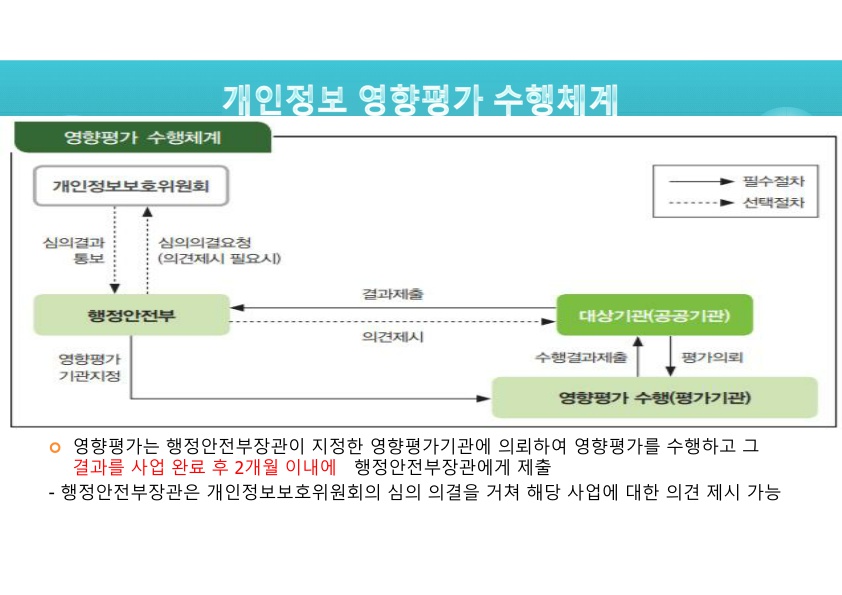 개인정보 영향평가 수행체계
영향평가 수행체계
개인정보보호위원회
필수절차
선택절차
심의결과
통보
심의의결요청
(의견제시 필요시)
결과제출
행정안전부
대상기관(공공기관)
의견제시
영향평가
기관지정
수행결과제출
평가의뢰
영향평가 수행(평가기관)
영향평가는 행정안전부장관이 지정한 영향평가기관에 의뢰하여 영향평가를 수행하고 그
결과를 사업 완료 후 2개월 이내에 행정안전부장관에게 제출
- 행정안전부장관은 개인정보보호위원회의 심의 의결을 거쳐 해당 사업에 대한 의견 제시 가능